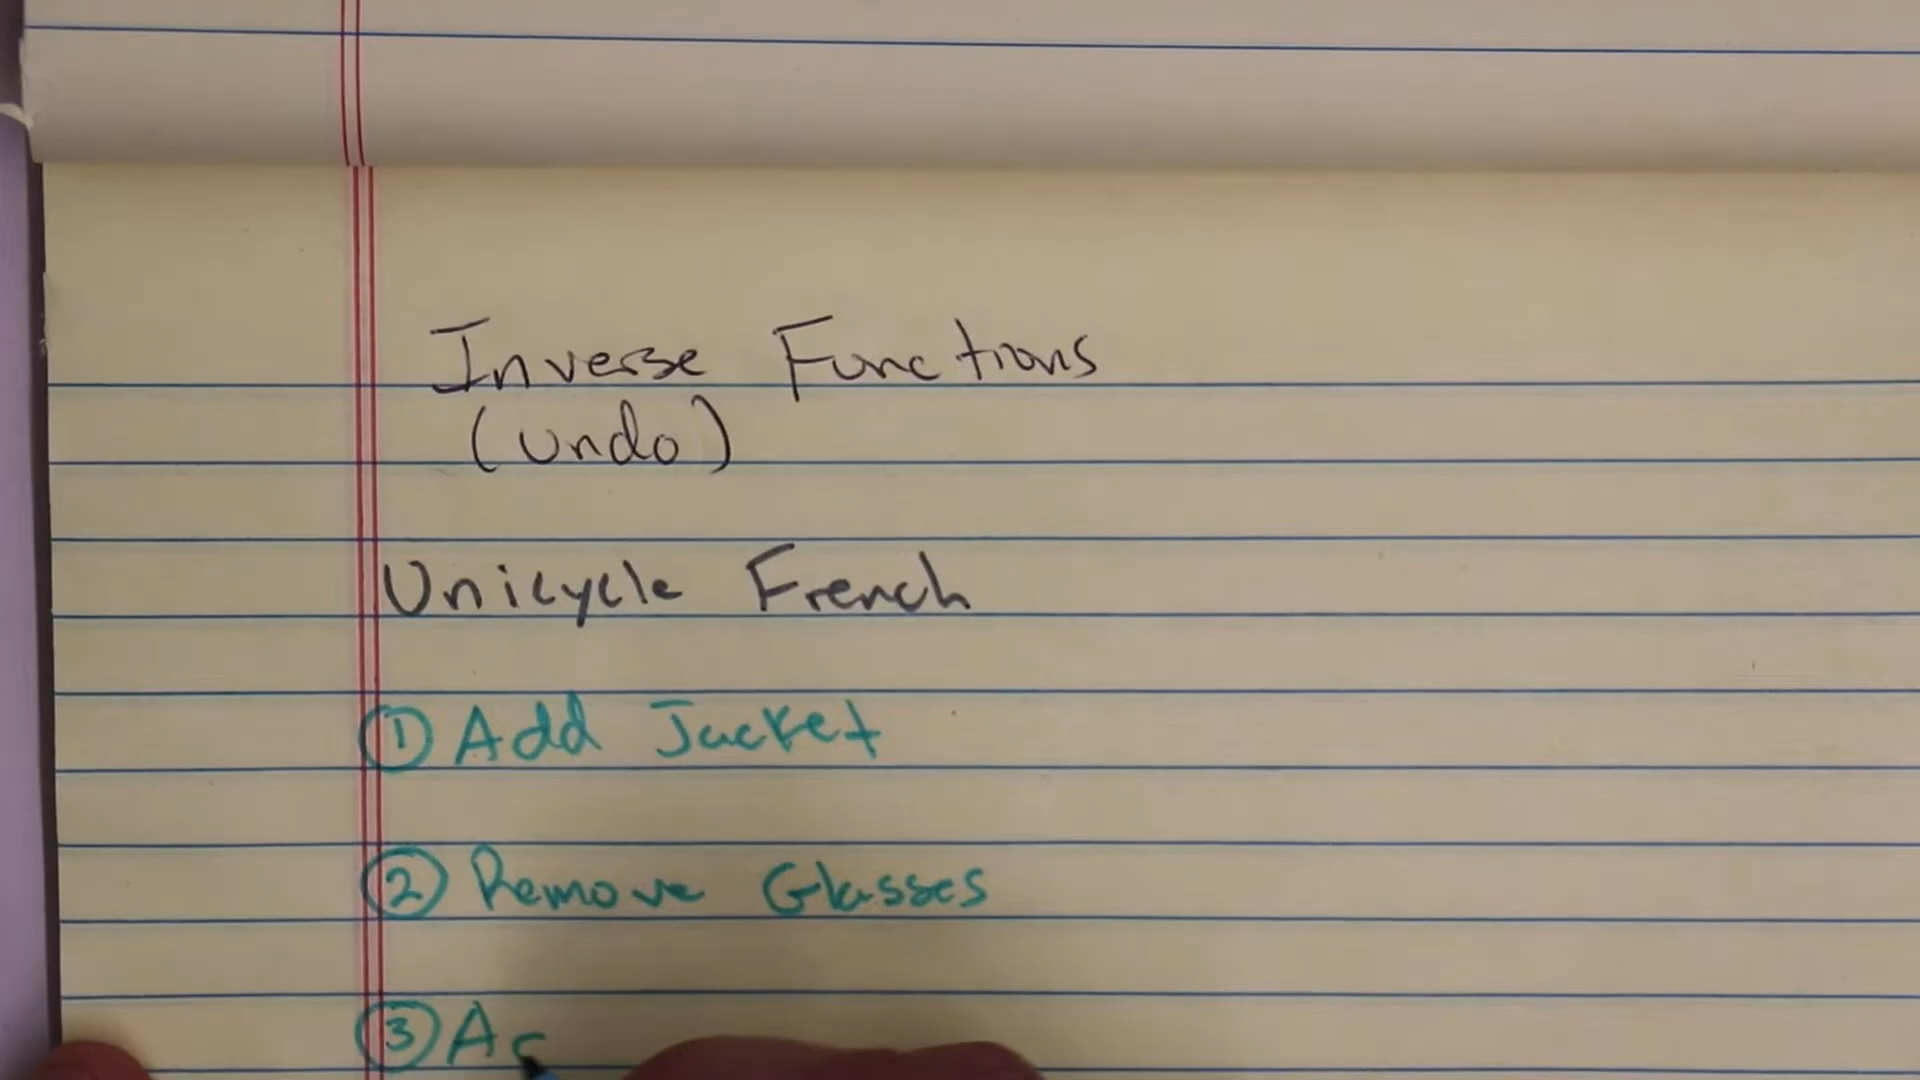 Inverse Functions
(undo)
Unicycle French
① Add Jacket
② Remove Glasses
③ A